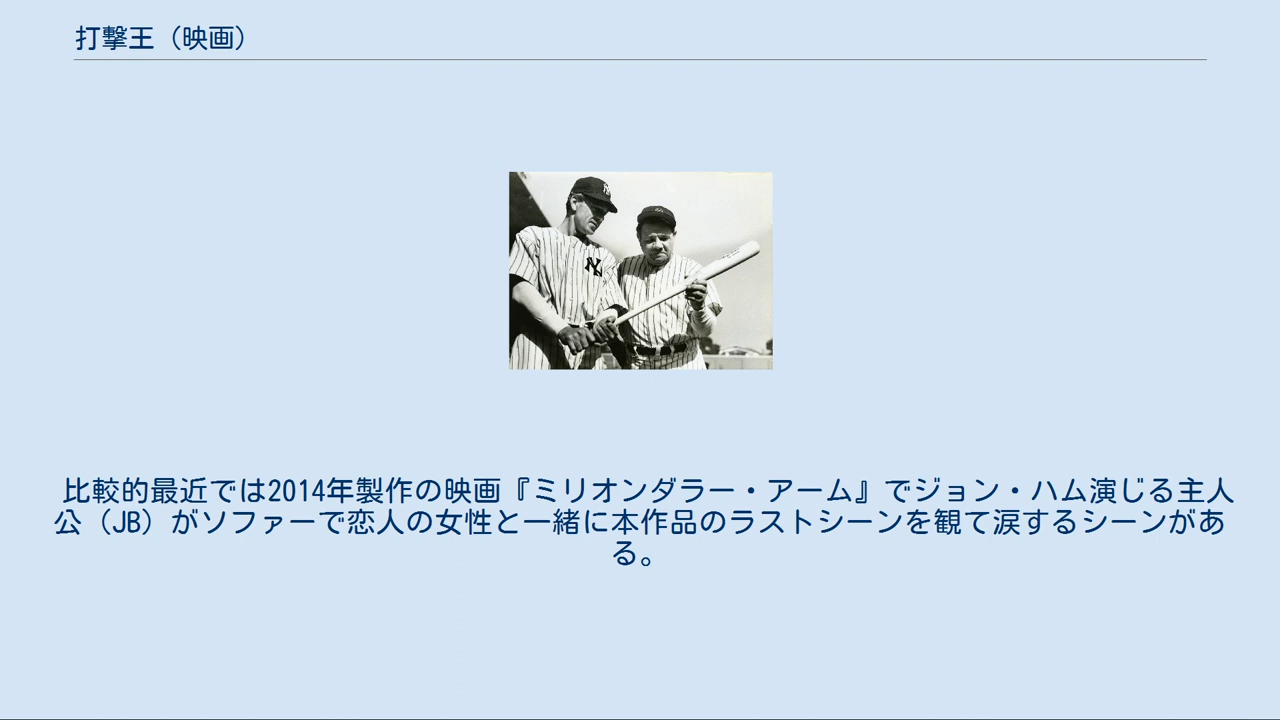 打撃王（映画）
比較的最近では2014年製作の映画『ミリオンダラー・アーム』でジョン・ハム演じる主人
公（JB）がソファーで恋人の女性と一緒に本作品のラストシーンを観て涙するシーンがあ
る。